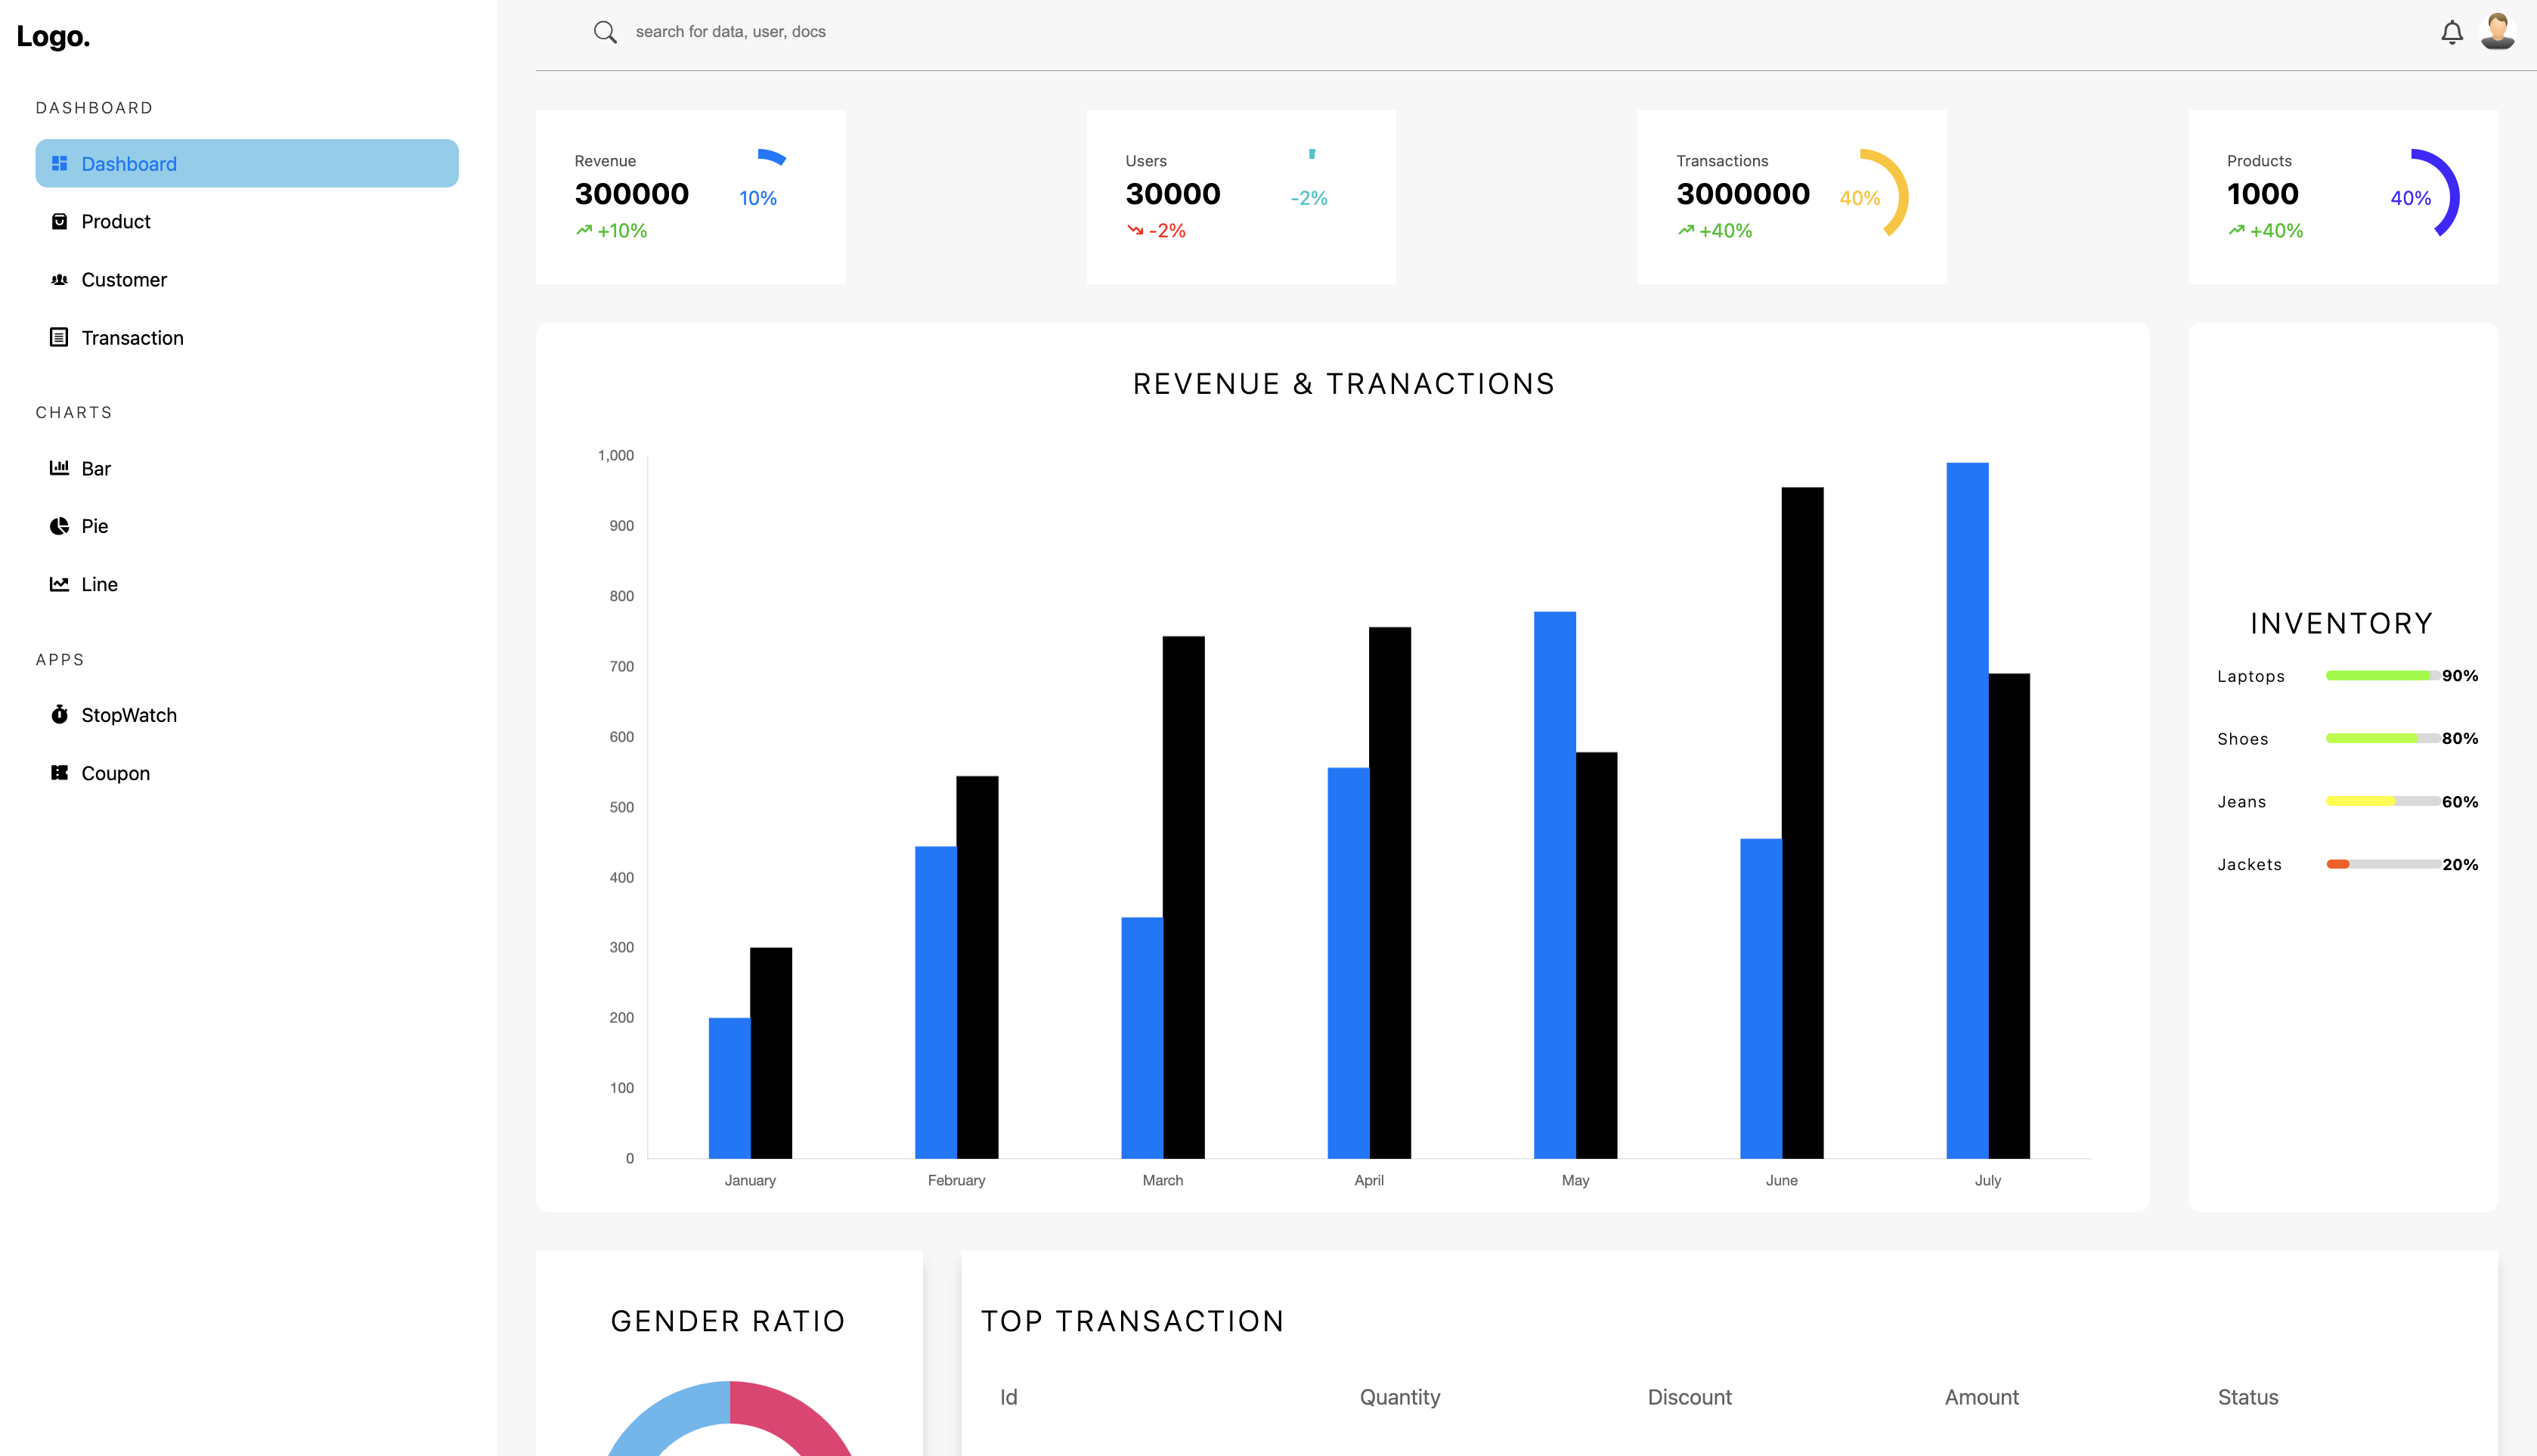 Logo.
DASHBOARD
Dashboard
Product
Customer
Transaction
CHARTS
Bar
Pie
Line
APPS
StopWatch
Coupon
search for data, user, docs
Revenue
300000
+10%
10%
Users
30000
-2%
-2%
Transactions
3000000
+40%
40%
Products
1000
+40%
40%
REVENUE & TRANACTIONS
1,000
900
800
700
600
500
400
300
200
100
0
January February March April May June July
INVENTORY
Laptops 90%
Shoes 80%
Jeans 60%
Jackets 20%
GENDER RATIO
TOP TRANSACTION
Id Quantity Discount Amount Status